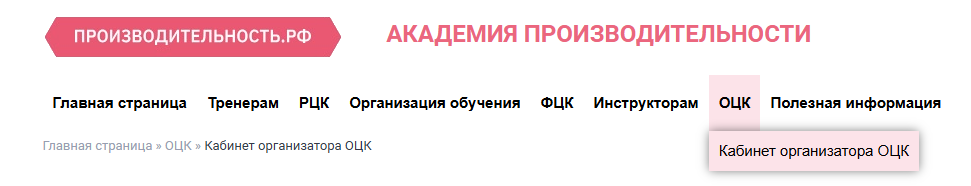 ПРОИЗВОДИТЕЛЬНОСТЬ.РФ
АКАДЕМИЯ ПРОИЗВОДИТЕЛЬНОСТИ
Главная страница Тренерам РЦК Организация обучения ФЦК Инструкторам ОЦК Полезная информация
Главная страница » ОЦК » Кабинет организатора ОЦК
Кабинет организатора ОЦК